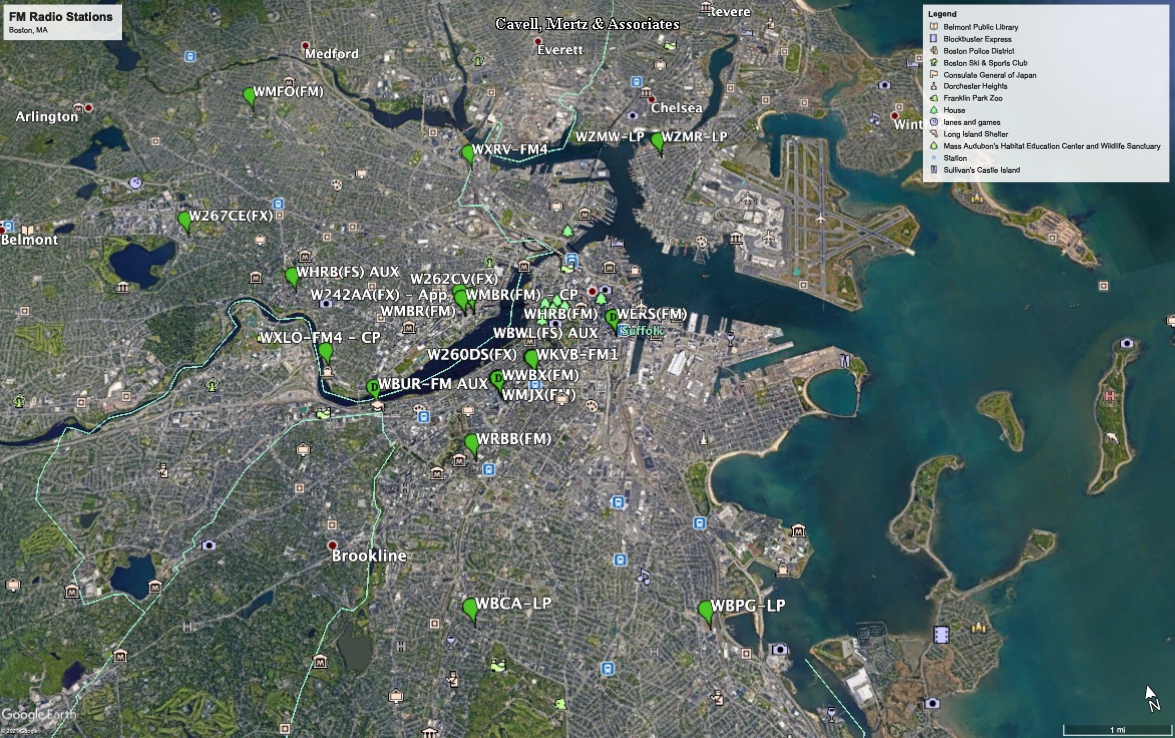 FM Radio Stations
Boston, MA
Cavell, Mertz & Associates
Revere
Everett
Medford
WMFO(FM)
Arlington
Chelsea
WZMW-LP
WZMR-LP
WXRV-FM4
W267CE(FX)
Belmont
WHRB(FS) AUX
W262CV(FX)
W242AA(FX) - App
WMBR(FM) - CP
WMBR(FM)
WHRB(FM)
WERS(FM)
Suffolk
WXLO-FM4 - CP
WBWL(FS) AUX
W260DS(FX)
WKVB-FM1
WBUR-FM AUX
WWBX(FM)
WMJX(FM)
WRBB(FM)
Brookline
WBCA-LP
WBPG-LP
Legend
Belmont Public Library
Blockbuster Express
Boston Police District
Boston Ski & Sports Club
Consulate General of Japan
Dorchester Heights
Franklin Park Zoo
House
lanes and games
Long Island Shelter
Mass Audubon's Habitat Education Center and Wildlife Sanctuary
Station
Sullivan's Castle Island
Wint
Google Earth
N
1 mi